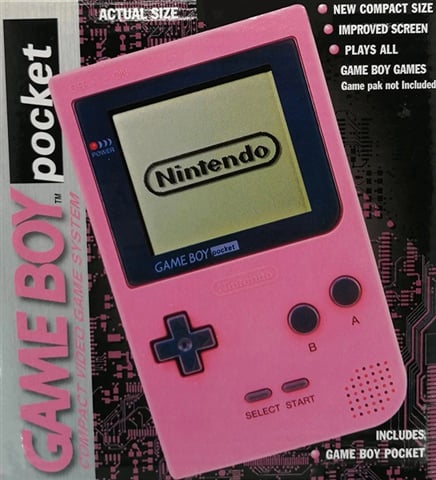 ACTUAL SIZE
NEW COMPACT SIZE
IMPROVED SCREEN
PLAYS ALL
GAME BOY GAMES
Game pak not Included
GAME BOY pocket
TM
COMPACT VIDEO GAME SYSTEM
POWER
Nintendo
GAME BOY pocket
Nintendo
B
A
SELECT START
INCLUDES
GAME BOY POCKET